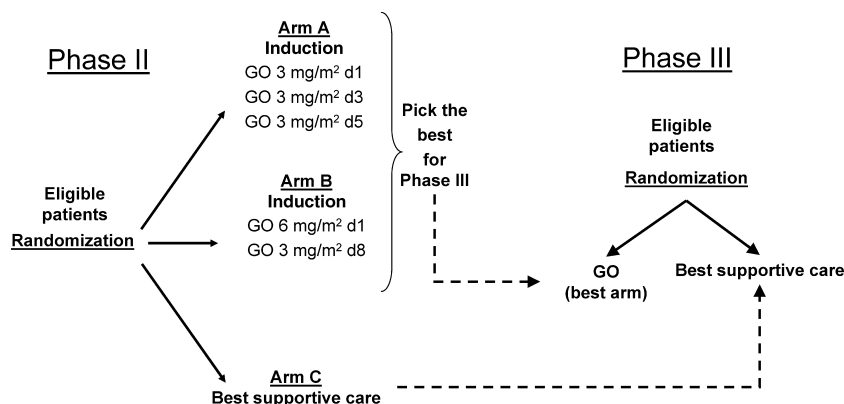 Phase II
Arm A
Induction
GO 3 mg/m² d1
GO 3 mg/m² d3
GO 3 mg/m² d5
Eligible
patients
Randomization
Arm B
Induction
GO 6 mg/m² d1
GO 3 mg/m² d8
Arm C
Best supportive care
Pick the
best
for
Phase III
Phase III
Eligible
patients
Randomization
GO
(best arm)
Best supportive care